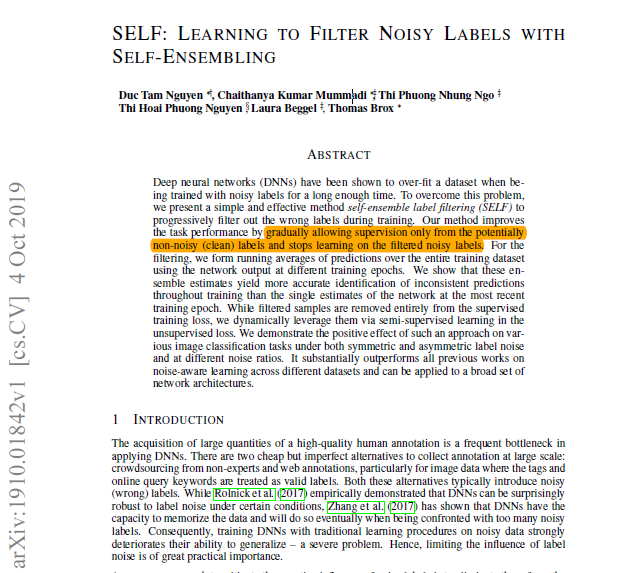 SELF: LEARNING TO FILTER NOISY LABELS WITH
SELF-ENSEMBLING
Duc Tam Nguyen *†, Chaithanya Kumar Mummadi *‡, Thi Phuong Nhung Ngo ‡
Thi Hoai Phuong Nguyen §, Laura Beggel ‡, Thomas Brox *
ABSTRACT
Deep neural networks (DNNs) have been shown to over-fit a dataset when be-
ing trained with noisy labels for a long enough time. To overcome this problem,
we present a simple and effective method self-ensemble label filtering (SELF) to
progressively filter out the wrong labels during training. Our method improves
the task performance by gradually allowing supervision only from the potentially
non-noisy (clean) labels and stops learning on the filtered noisy labels. For the
filtering, we form running averages of predictions over the entire training dataset
using the network output at different training epochs. We show that these en-
semble estimates yield more accurate identification of inconsistent predictions
throughout training than the single estimates of the network at the most recent
training epoch. While filtered samples are removed entirely from the supervised
training loss, we dynamically leverage them via semi-supervised learning in the
unsupervised loss. We demonstrate the positive effect of such an approach on var-
ious image classification tasks under both symmetric and asymmetric label noise
and at different noise ratios. It substantially outperforms all previous works on
noise-aware learning across different datasets and can be applied to a broad set of
network architectures.
1 INTRODUCTION
The acquisition of large quantities of a high-quality human annotation is a frequent bottleneck in
applying DNNs. There are two cheap but imperfect alternatives to collect annotation at large scale:
crowdsourcing from non-experts and web annotations, particularly for image data where the tags and
online query keywords are treated as valid labels. Both these alternatives typically introduce noisy
(wrong) labels. While Rolnick et al. (2017) empirically demonstrated that DNNs can be surprisingly
robust to label noise under certain conditions, Zhang et al. (2017) has shown that DNNs have the
capacity to memorize the data and will do so eventually when being confronted with too many noisy
labels. Consequently, training DNNs with traditional learning procedures on noisy data strongly
deteriorates their ability to generalize – a severe problem. Hence, limiting the influence of label
noise is of great practical importance.
arXiv:1910.01842v1 [cs.CV] 4 Oct 2019